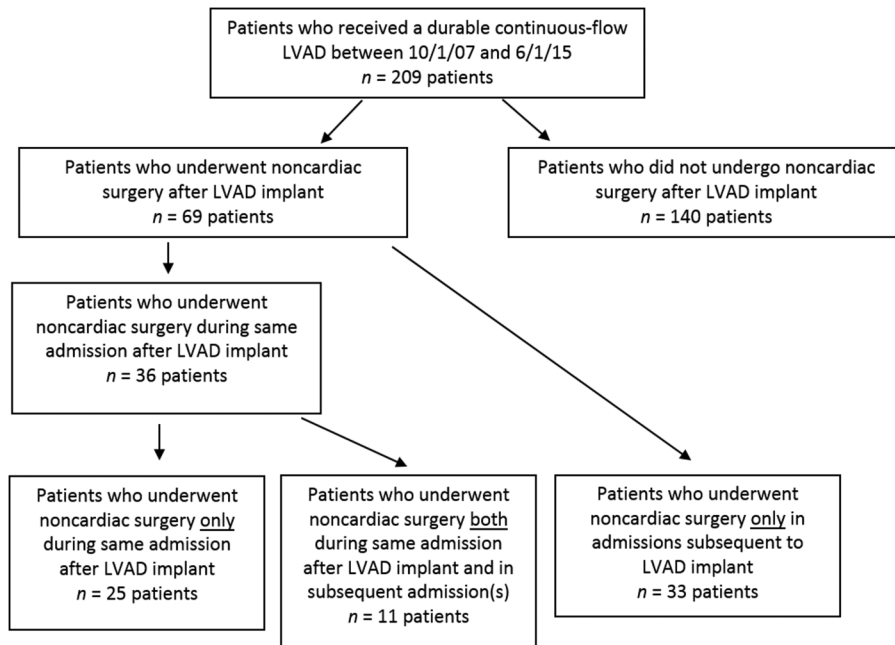 Patients who received a durable continuous-flow
LVAD between 10/1/07 and 6/1/15
n = 209 patients
Patients who underwent noncardiac
surgery after LVAD implant
n = 69 patients
Patients who did not undergo noncardiac
surgery after LVAD implant
n = 140 patients
Patients who underwent
noncardiac surgery during same
admission after LVAD implant
n = 36 patients
Patients who underwent
noncardiac surgery only
during same admission
after LVAD implant
n = 25 patients
Patients who underwent
noncardiac surgery both
during same admission
after LVAD implant and in
subsequent admission(s)
n = 11 patients
Patients who underwent
noncardiac surgery only in
admissions subsequent to
LVAD implant
n = 33 patients